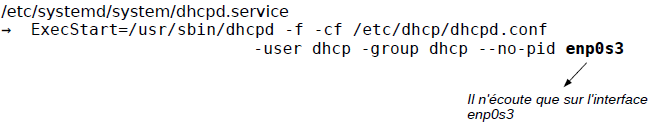 /etc/systemd/system/dhcpd.service
→ ExecStart=/usr/sbin/dhcpd -f -cf /etc/dhcp/dhcpd.conf
-user dhcp -group dhcp --no-pid enp0s3
Il n'écoute que sur l'interface
enp0s3